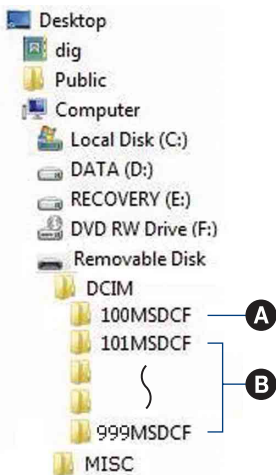 Desktop
dig
Public
Computer
Local Disk (C:)
DATA (D:)
RECOVERY (E:)
DVD RW Drive (F:)
Removable Disk
DCIM
100MSDCF A
101MSDCF
B
999MSDCF
MISC